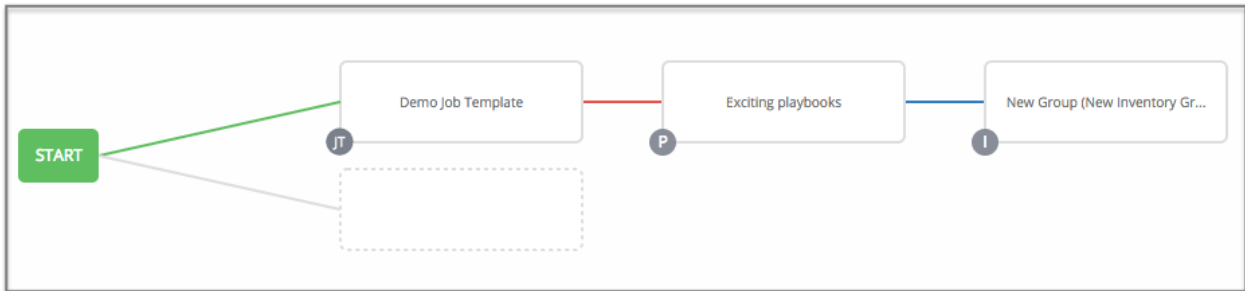 Demo Job Template
Exciting playbooks
New Group (New Inventory Gr...
START
JT
P
I